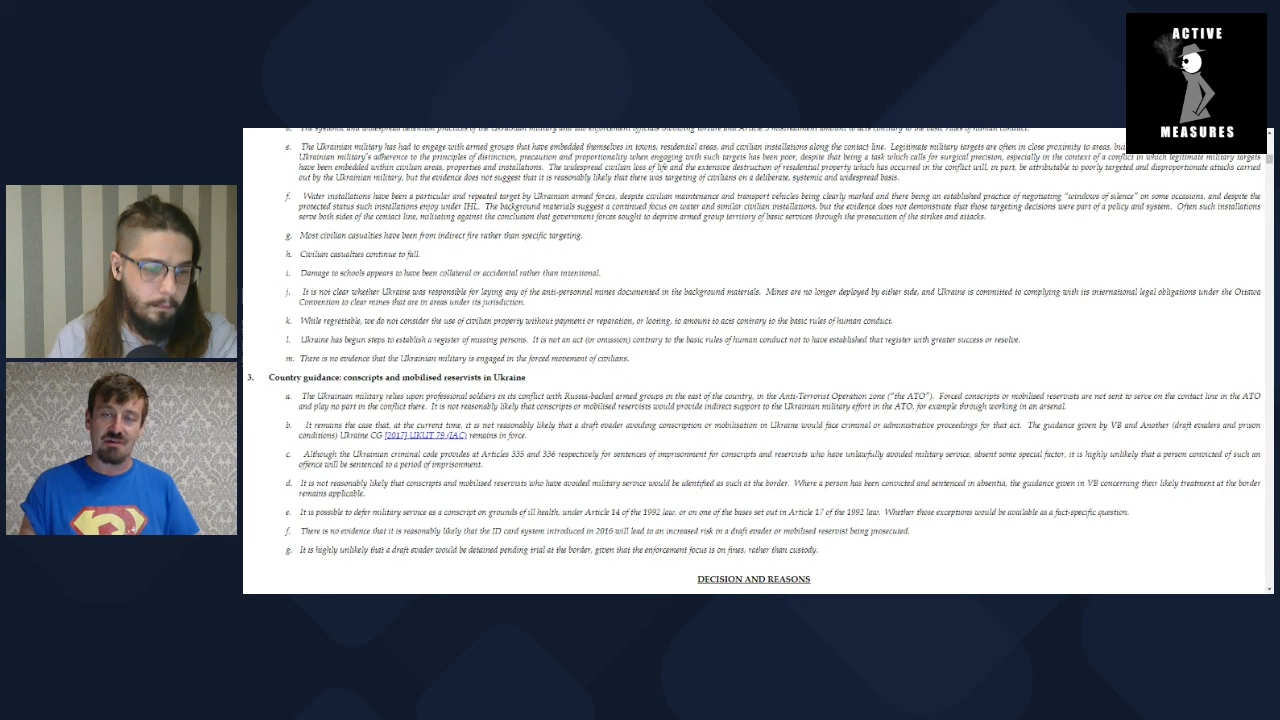 ACTIVE
MEASURES
d. The systemic and widespread detention practices of the Ukrainian military and law enforcement officials involving torture and Article 3 mistreatment amount to acts contrary to the basic rules of human conduct.
e. The Ukrainian military has had to engage with armed groups that have embedded themselves in towns, residential areas, and civilian installations along the contact line. Legitimate military targets are often in close proximity to areas, bu
Ukrainian military's adherence to the principles of distinction, precaution and proportionality when engaging with such targets has been poor, despite that being a task which calls for surgical precision, especially in the context of a conflict in which legitimate military targets
have been embedded within civilian areas, properties and installations. The widespread civilian loss of life and the extensive destruction of residential property which has occurred in the conflict will, in part, be attributable to poorly targeted and disproportionate attacks carried
out by the Ukrainian military, but the evidence does not suggest that it is reasonably likely that there was targeting of civilians on a deliberate, systemic and widespread basis.
f. Water installations have been a particular and repeated target by Ukrainian armed forces, despite civilian maintenance and transport vehicles being clearly marked and there being an established practice of negotiating "windows of silence" on some occasions, and despite the
protected status such installations enjoy under IHL. The background materials suggest a continued focus on water and similar civilian installations, but the evidence does not demonstrate that those targeting decisions were part of a policy and system. Often such installations
serve both sides of the contact line, militating against the conclusion that government forces sought to deprive armed group territory of basic services through the prosecution of the strikes and attacks.
g. Most civilian casualties have been from indirect fire rather than specific targeting.
h. Civilian casualties continue to fall.
i. Damage to schools appears to have been collateral or accidental rather than intentional.
j. It is not clear whether Ukraine was responsible for laying any of the anti-personnel mines documented in the background materials. Mines are no longer deployed by either side, and Ukraine is committed to complying with its international legal obligations under the Ottawa
Convention to clear mines that are in areas under its jurisdiction.
k. While regrettable, we do not consider the use of civilian property without payment or reparation, or looting, to amount to acts contrary to the basic rules of human conduct.
l. Ukraine has begun steps to establish a register of missing persons. It is not an act (or omission) contrary to the basic rules of human conduct not to have established that register with greater success or resolve.
m. There is no evidence that the Ukrainian military is engaged in the forced movement of civilians.
3. Country guidance: conscripts and mobilised reservists in Ukraine
a. The Ukrainian military relies upon professional soldiers in its conflict with Russia-backed armed groups in the east of the country, in the Anti-Terrorist Operation zone ("the ATO"). Forced conscripts or mobilised reservists are not sent to serve on the contact line in the ATO
and play no part in the conflict there. It is not reasonably likely that conscripts or mobilised reservists would provide indirect support to the Ukrainian military effort in the ATO, for example through working in an arsenal.
b. It remains the case that, at the current time, it is not reasonably likely that a draft evader avoiding conscription or mobilisation in Ukraine would face criminal or administrative proceedings for that act. The guidance given by VB and Another (draft evaders and prison
conditions) Ukraine CG [2017] UKUT 79 (IAC) remains in force.
c. Although the Ukrainian criminal code provides at Articles 335 and 336 respectively for sentences of imprisonment for conscripts and reservists who have unlawfully avoided military service, absent some special factor, it is highly unlikely that a person convicted of such an
offence will be sentenced to a period of imprisonment.
d. It is not reasonably likely that conscripts and mobilised reservists who have avoided military service would be identified as such at the border. Where a person has been convicted and sentenced in absentia, the guidance given in VB concerning their likely treatment at the border
remains applicable.
e. It is possible to defer military service as a conscript on grounds of ill health, under Article 14 of the 1992 law, or on one of the bases set out in Article 17 of the 1992 law. Whether those exceptions would be available as a fact-specific question.
f. There is no evidence that it is reasonably likely that the ID card system introduced in 2016 will lead to an increased risk in a draft evader or mobilised reservist being prosecuted.
g. It is highly unlikely that a draft evader would be detained pending trial at the border, given that the enforcement focus is on fines, rather than custody.
DECISION AND REASONS